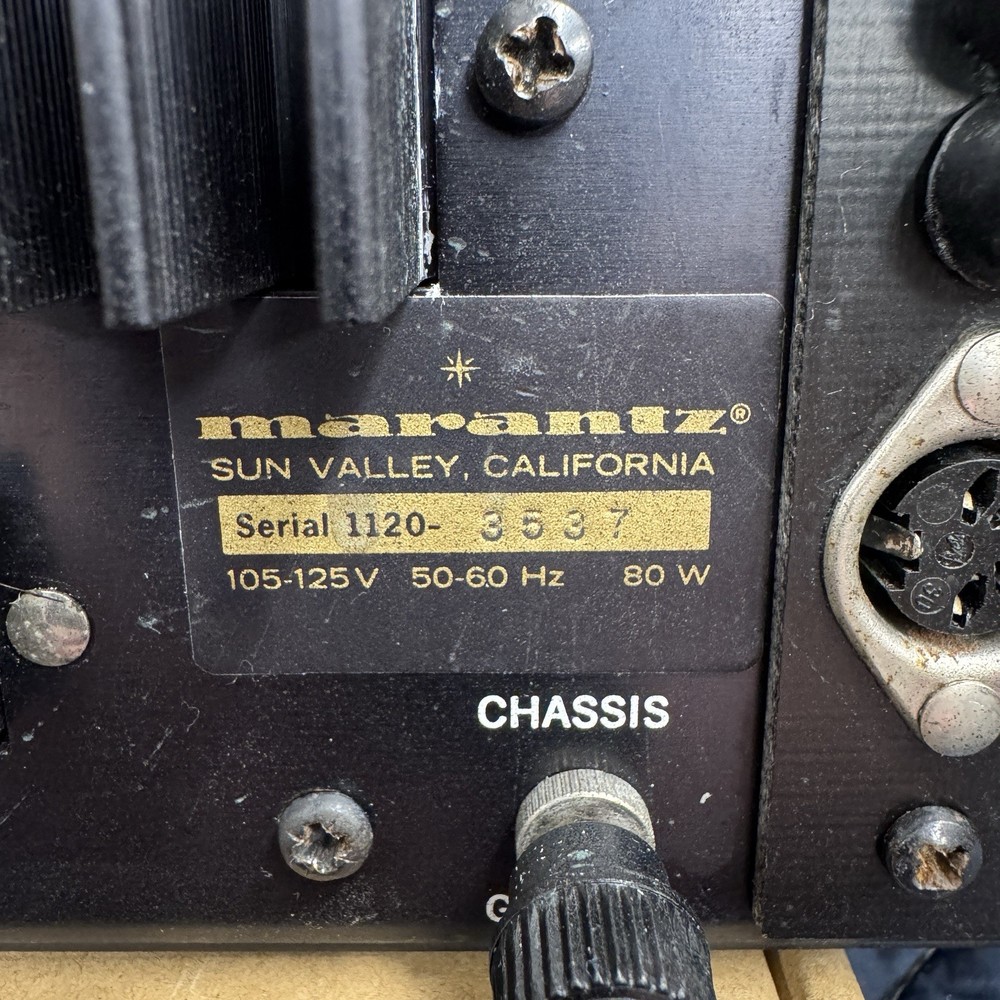 marantz®
SUN VALLEY, CALIFORNIA
Serial 1120- 3537
105-125V 50-60 Hz 80 W
CHASSIS